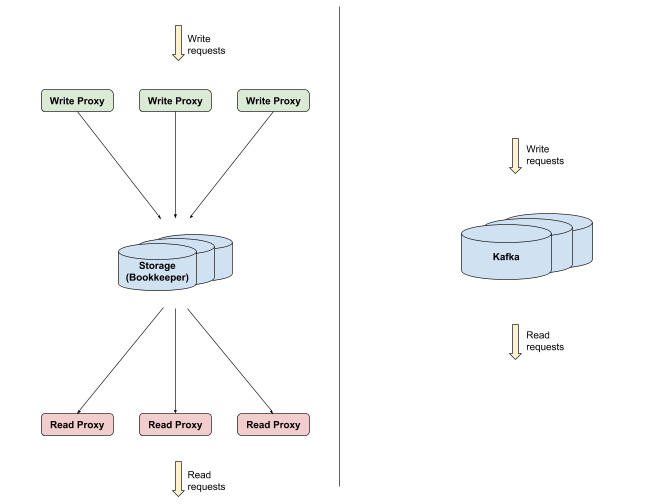 Write
requests
Write Proxy
Write Proxy
Write Proxy
Storage
(Bookkeeper)
Read Proxy
Read Proxy
Read Proxy
Read
requests
Write
requests
Kafka
Read
requests